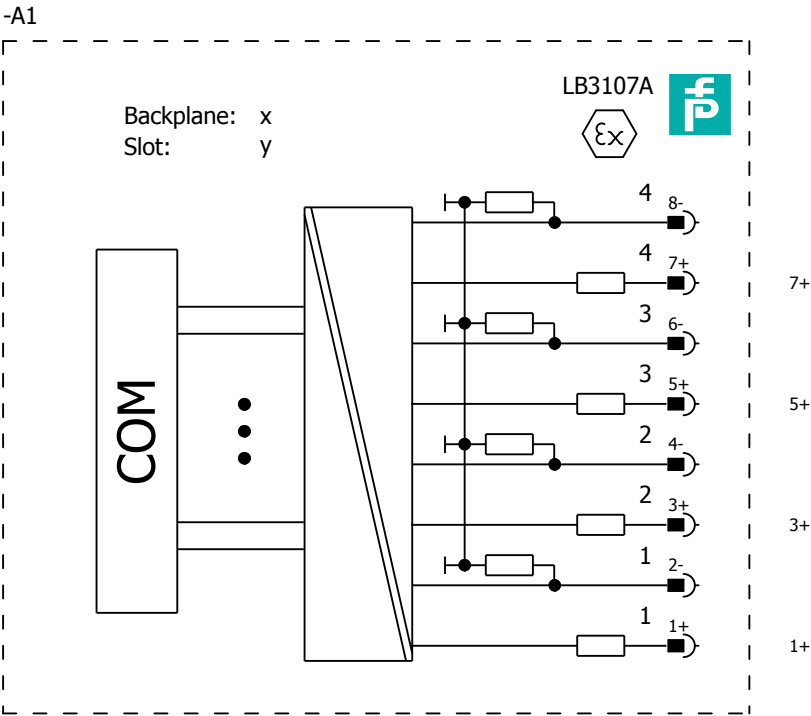 -A1
LB3107A
εx
Backplane: x
Slot: y
4 8-
4 7+ 7+
3 6-
3 5+ 5+
COM
2 4-
2 3+ 3+
1 2-
1 1+ 1+